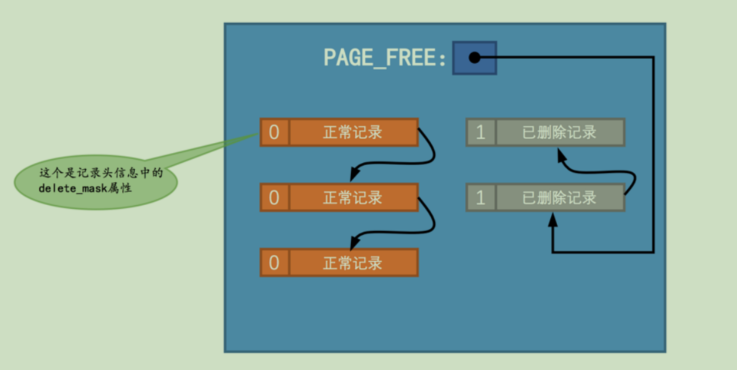 PAGE_FREE:
0 正常记录
1 已删除记录
这个是记录头信息中的
delete_mask属性
0 正常记录
1 已删除记录
0 正常记录